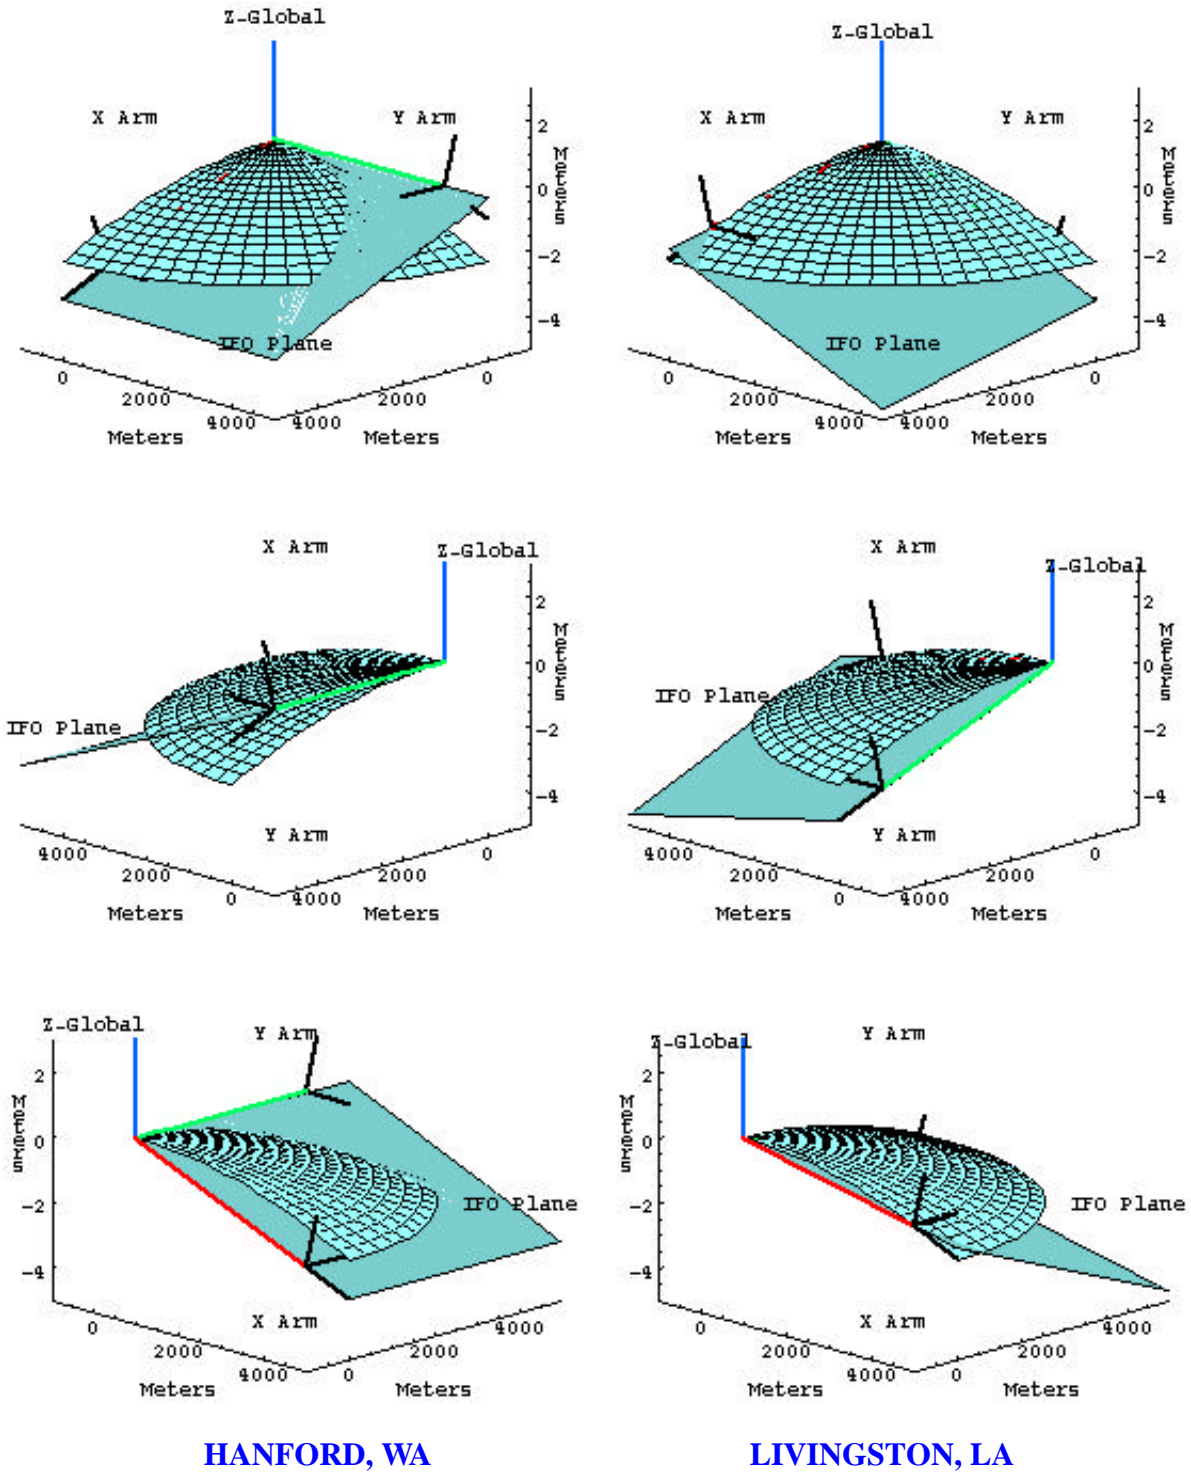 Z-Global
X Arm
Y Arm
2
0
-2
-4
Meters
IFO Plane
0
2000
4000
4000
2000
0
Meters
Meters
Z-Global
X Arm
Y Arm
2
0
-2
-4
Meters
IFO Plane
0
2000
4000
4000
2000
0
Meters
Meters
X Arm
Z-Global
2
0
-2
-4
Meters
IFO Plane
Y Arm
4000
2000
0
4000
2000
0
Meters
Meters
X Arm
Z-Global
2
0
-2
-4
Meters
IFO Plane
Y Arm
4000
2000
0
4000
2000
0
Meters
Meters
Z-Global
Y Arm
2
0
-2
-4
Meters
IFO Plane
X Arm
0
2000
4000
0
2000
4000
Meters
Meters
Z-Global
Y Arm
2
0
-2
-4
Meters
IFO Plane
X Arm
0
2000
4000
0
2000
4000
Meters
Meters
HANFORD, WA
LIVINGSTON, LA